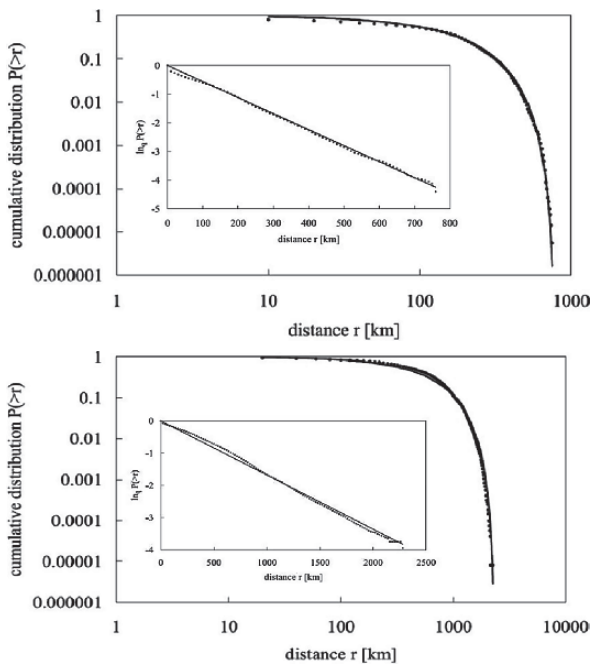 cumulative distribution P(>r)
1
0.1
0.01
0.001
0.0001
0.00001
0.000001
1 10 100 1000
distance r [km]
lnq P(>r)
0
-1
-2
-3
-4
-5
0 100 200 300 400 500 600 700 800
distance r [km]
cumulative distribution P(>r)
1
0.1
0.01
0.001
0.0001
0.00001
0.000001
1 10 100 1000 10000
distance r [km]
lnq P(>r)
0
-1
-2
-3
-4
0 500 1000 1500 2000 2500
distance r [km]